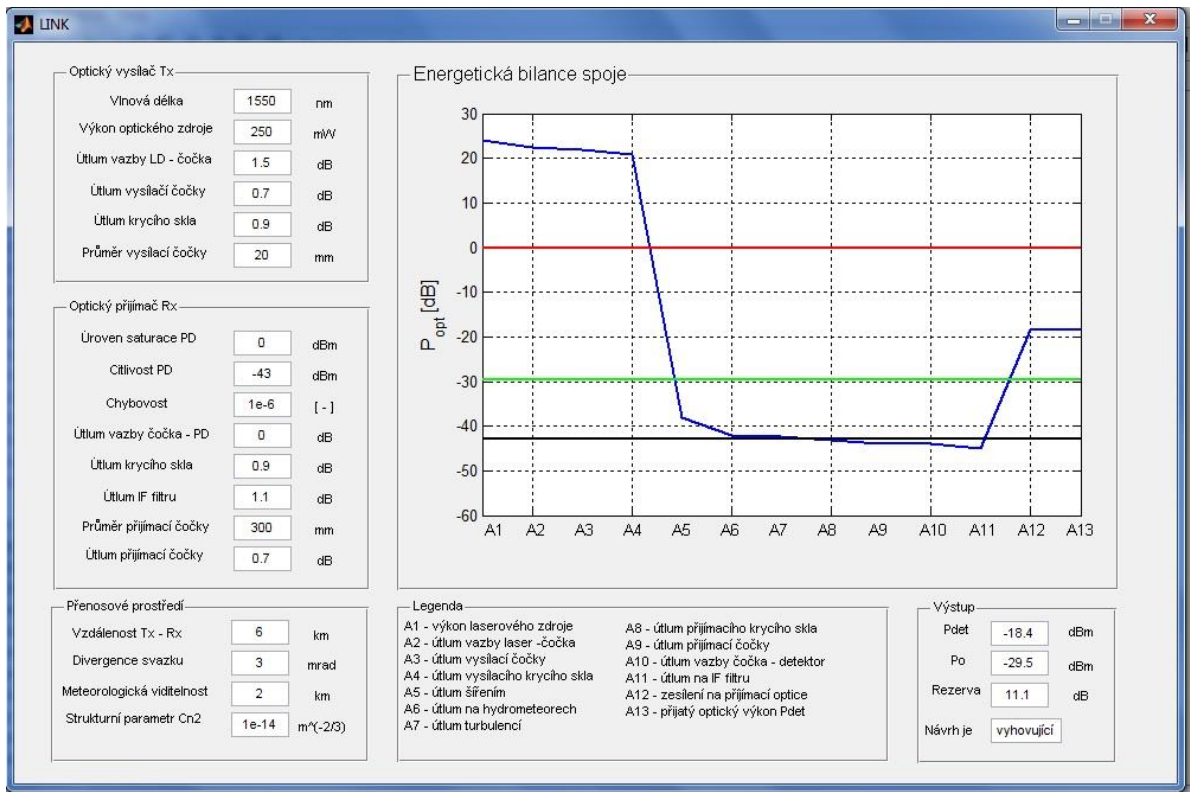 LINK
Optický vysílač Tx
Vlnová délka 1550 nm
Výkon optického zdroje 250 mW
Útlum vazby LD - čočka 1.5 dB
Útlum vysílačí čočky 0.7 dB
Útlum krycího skla 0.9 dB
Průměr vysílací čočky 20 mm
Optický přijímač Rx
Úroven saturace PD 0 dBm
Citlivost PD -43 dBm
Chybovost 1e-6 [ - ]
Útlum vazby čočka - PD 0 dB
Útlum krycího skla 0.9 dB
Útlum IF filtru 1.1 dB
Průměr přijímací čočky 300 mm
Útlum přijímací čočky 0.7 dB
Přenosové prostředí
Vzdálenost Tx - Rx 6 km
Divergence svazku 3 mrad
Meteorologická viditelnost 2 km
Strukturní parametr Cn2 1e-14 m^(-2/3)
Energetická bilance spoje
30
20
10
0
-10
-20
-30
-40
-50
-60
Popt [dB]
A1 A2 A3 A4 A5 A6 A7 A8 A9 A10 A11 A12 A13
Legenda
A1 - výkon laserového zdroje
A2 - útlum vazby laser -čočka
A3 - útlum vysílací čočky
A4 - útlum vysílacího krycího skla
A5 - útlum šířením
A6 - útlum na hydrometeorech
A7 - útlum turbulencí
A8 - útlum přijímacího krycího skla
A9 - útlum přijímací čočky
A10 - útlum vazby čočka - detektor
A11 - útlum na IF filtru
A12 - zesílení na přijímací optice
A13 - přijatý optický výkon Pdet
Výstup
Pdet -18.4 dBm
Po -29.5 dBm
Rezerva 11.1 dB
Návrh je vyhovující